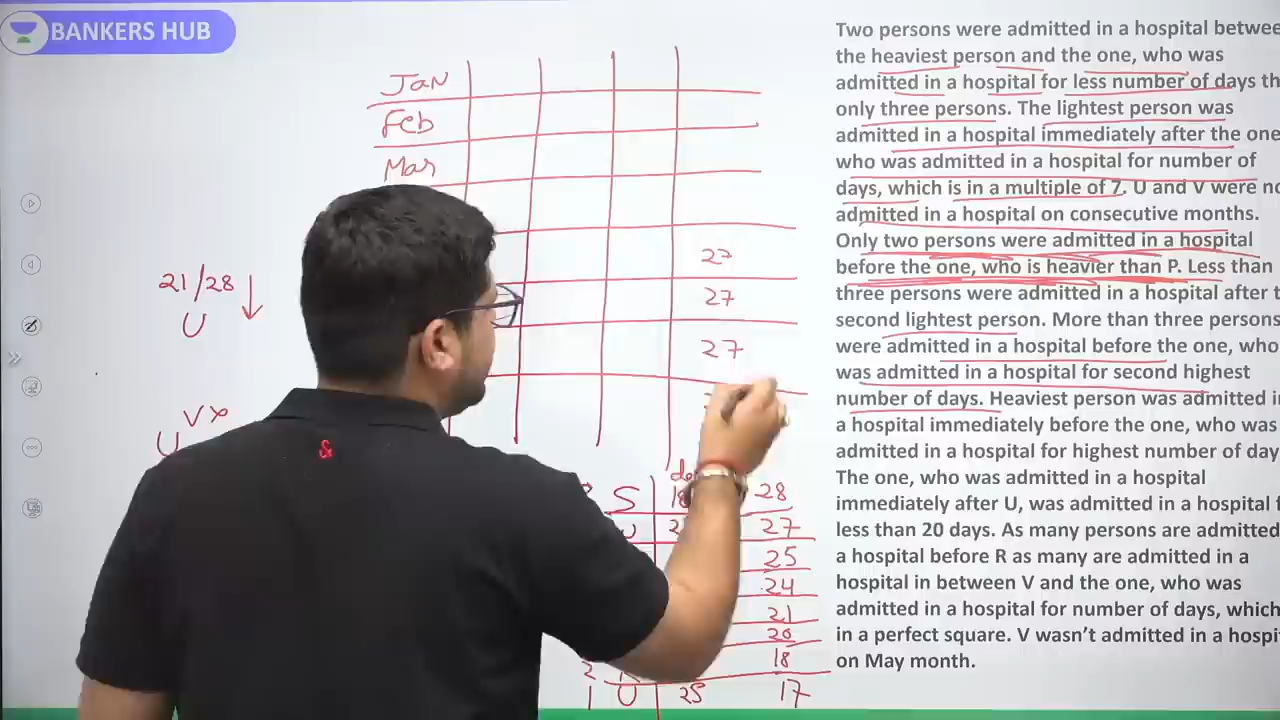 BANKERS HUB
Two persons were admitted in a hospital
the heaviest person and the one, who was
admitted in a hospital for less number of days
only three persons. The lightest person was
admitted in a hospital immediately after the one
who was admitted in a hospital for number of
days, which is in a multiple of 7. U and V were
admitted in a hospital on consecutive months.
Only two persons were admitted in a hospital
before the one, who is heavier than P. Less than
three persons were admitted in a hospital after
second lightest person. More than three persons
were admitted in a hospital before the one, who
was admitted in a hospital for second highest
number of days. Heaviest person was admitted
a hospital immediately before the one, who was
admitted in a hospital for highest number of
The one, who was admitted in a hospital
immediately after U, was admitted in a hospital
less than 20 days. As many persons are admitted
a hospital before R as many are admitted in a
hospital in between V and the one, who was
admitted in a hospital for number of days, which
in a perfect square. V wasn't admitted in a
on May month.
Jan
Feb
Mar
27
27
27
21/28
U
V×
U
&
S 18 28
27
25
24
21
20
2 18
1 U 25 17